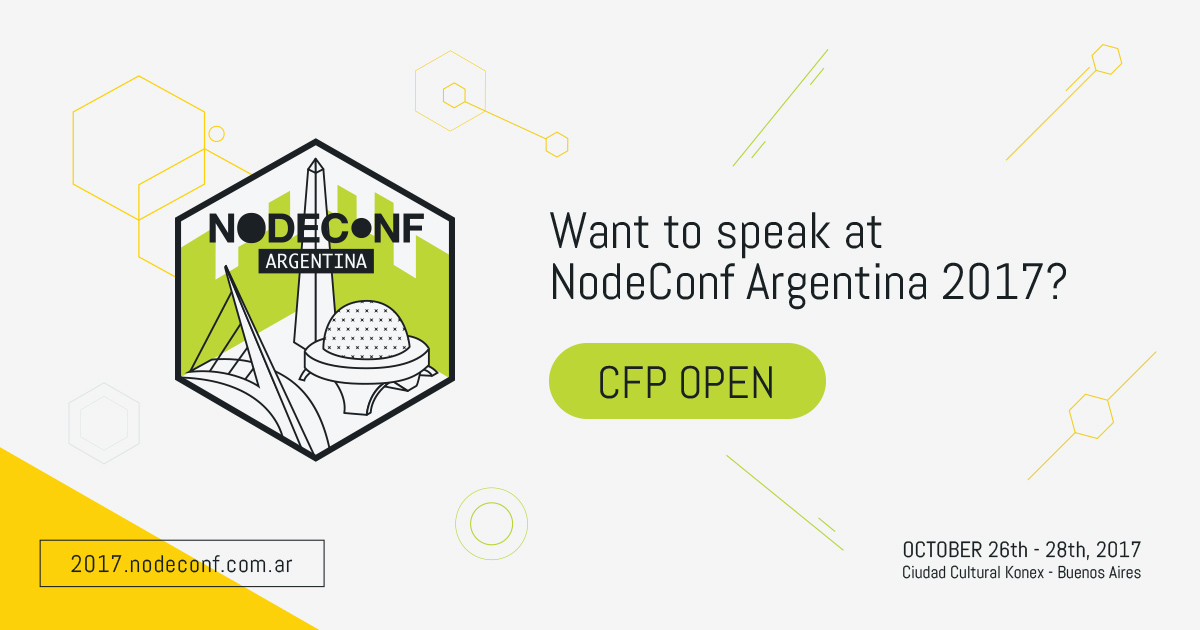 NODECONF
ARGENTINA
Want to speak at
NodeConf Argentina 2017?
CFP OPEN
2017.nodeconf.com.ar
OCTOBER 26th - 28th, 2017
Ciudad Cultural Konex - Buenos Aires